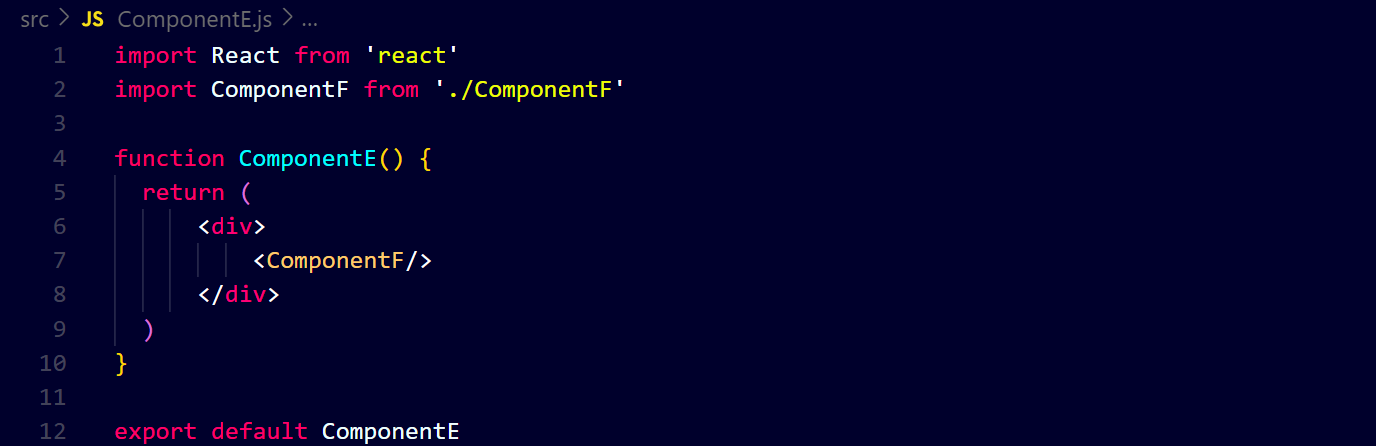 src > JS ComponentE.js > ...
1 import React from 'react'
2 import ComponentF from './ComponentF'
3
4 function ComponentE() {
5   return (
6       <div>
7           <ComponentF/>
8       </div>
9   )
10 }
11
12 export default ComponentE